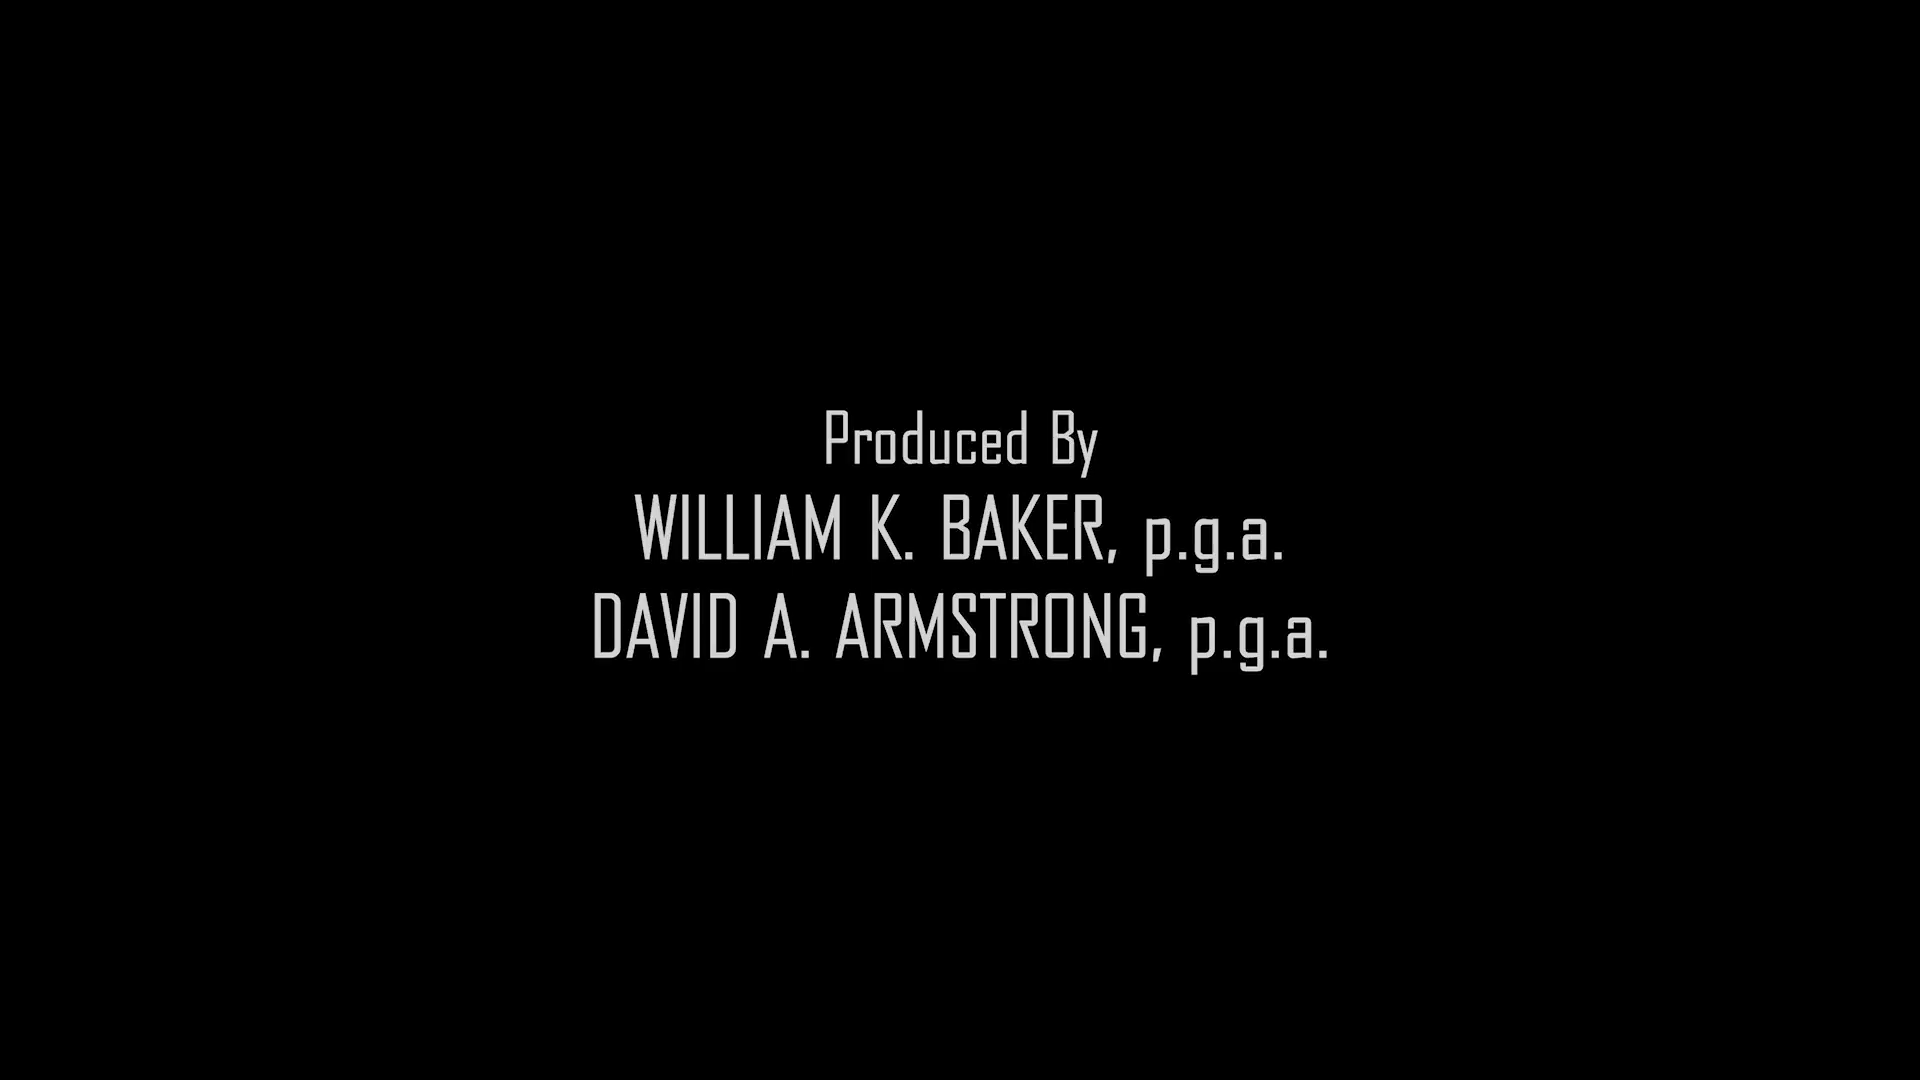 Produced By
WILLIAM K. BAKER, p.g.a.
DAVID A. ARMSTRONG, p.g.a.